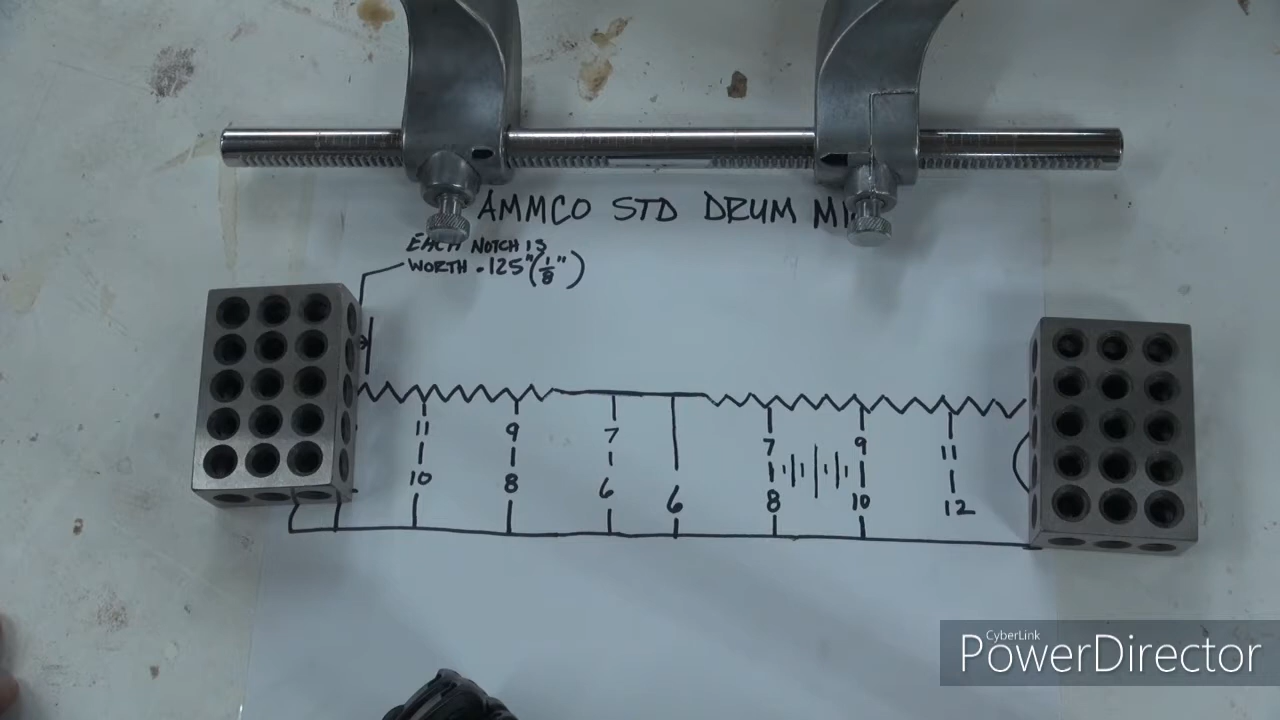 AMMCO STD DRUM MI
EACH NOTCH IS
WORTH .125" (1/8")
11 9 7 7 9 11
10 8 6 6 8 10 12
CyberLink
PowerDirector